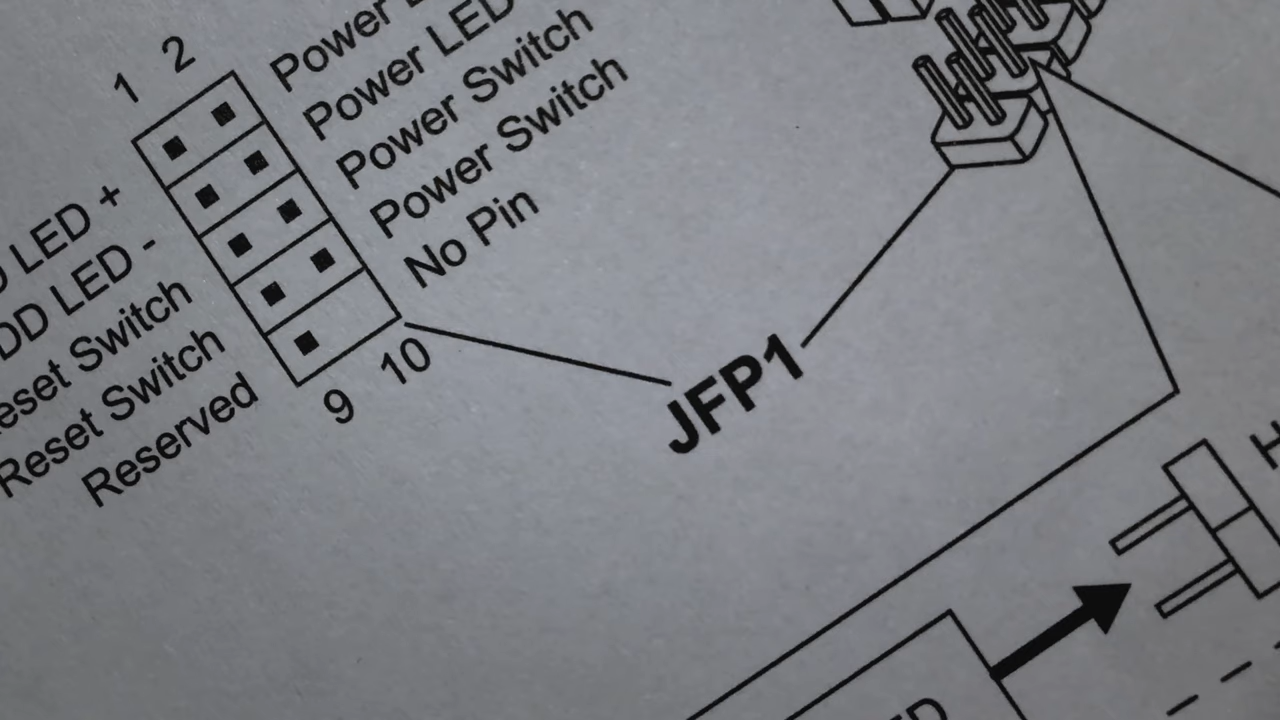 1 2
Power
Power LED
Power Switch
Power Switch
No Pin
LED +
DD LED -
eset Switch
Reset Switch
Reserved
9 10
JFP1
H